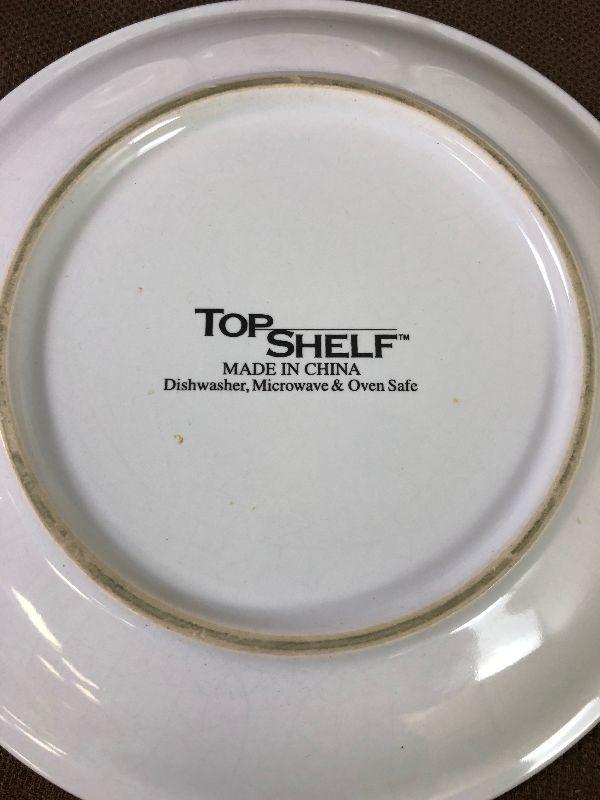 TOP
SHELF™
MADE IN CHINA
Dishwasher, Microwave & Oven Safe